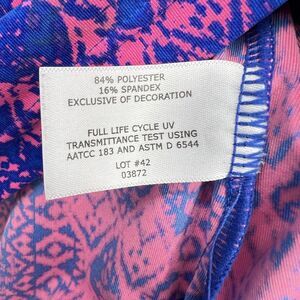 84% POLYESTER
16% SPANDEX
EXCLUSIVE OF DECORATION
FULL LIFE CYCLE UV
TRANSMITTANCE TEST USING
AATCC 183 AND ASTM D 6544
LOT #42
03872